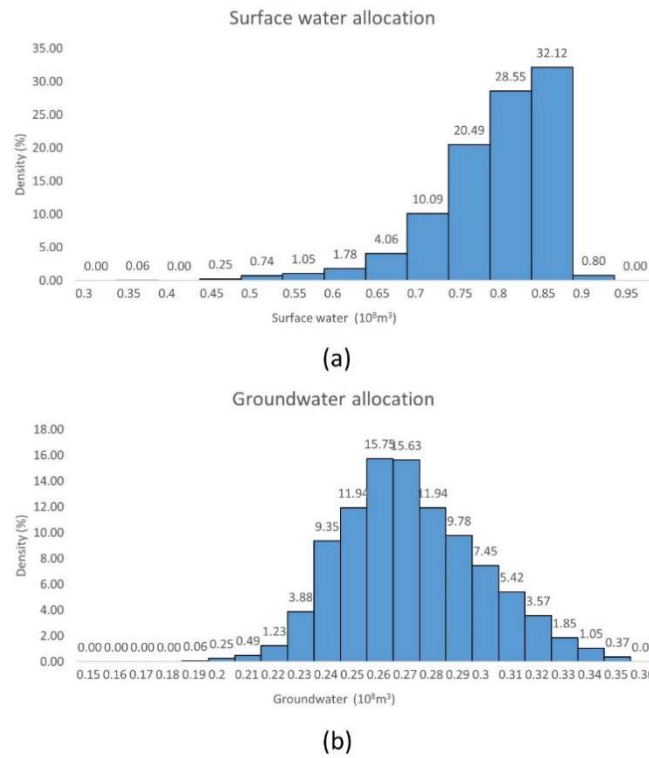 Surface water allocation
35.00
30.00
25.00
20.00
15.00
10.00
5.00
0.00
Density (%)
0.00 0.06 0.00 0.25 0.74 1.05 1.78 4.06 10.09 20.49 28.55 32.12 0.80 0.00
0.3 0.35 0.4 0.45 0.5 0.55 0.6 0.65 0.7 0.75 0.8 0.85 0.9 0.95
Surface water (10⁸m³)
(a)
Groundwater allocation
18.00
16.00
14.00
12.00
10.00
8.00
6.00
4.00
2.00
0.00
Density (%)
0.00 0.00 0.00 0.00 0.06 0.25 0.49 1.23 3.88 9.35 11.94 15.75 15.63 11.94 9.78 7.45 5.42 3.57 1.85 1.05 0.37 0.0
0.15 0.16 0.17 0.18 0.19 0.2 0.21 0.22 0.23 0.24 0.25 0.26 0.27 0.28 0.29 0.3 0.31 0.32 0.33 0.34 0.35
Groundwater (10⁸m³)
(b)